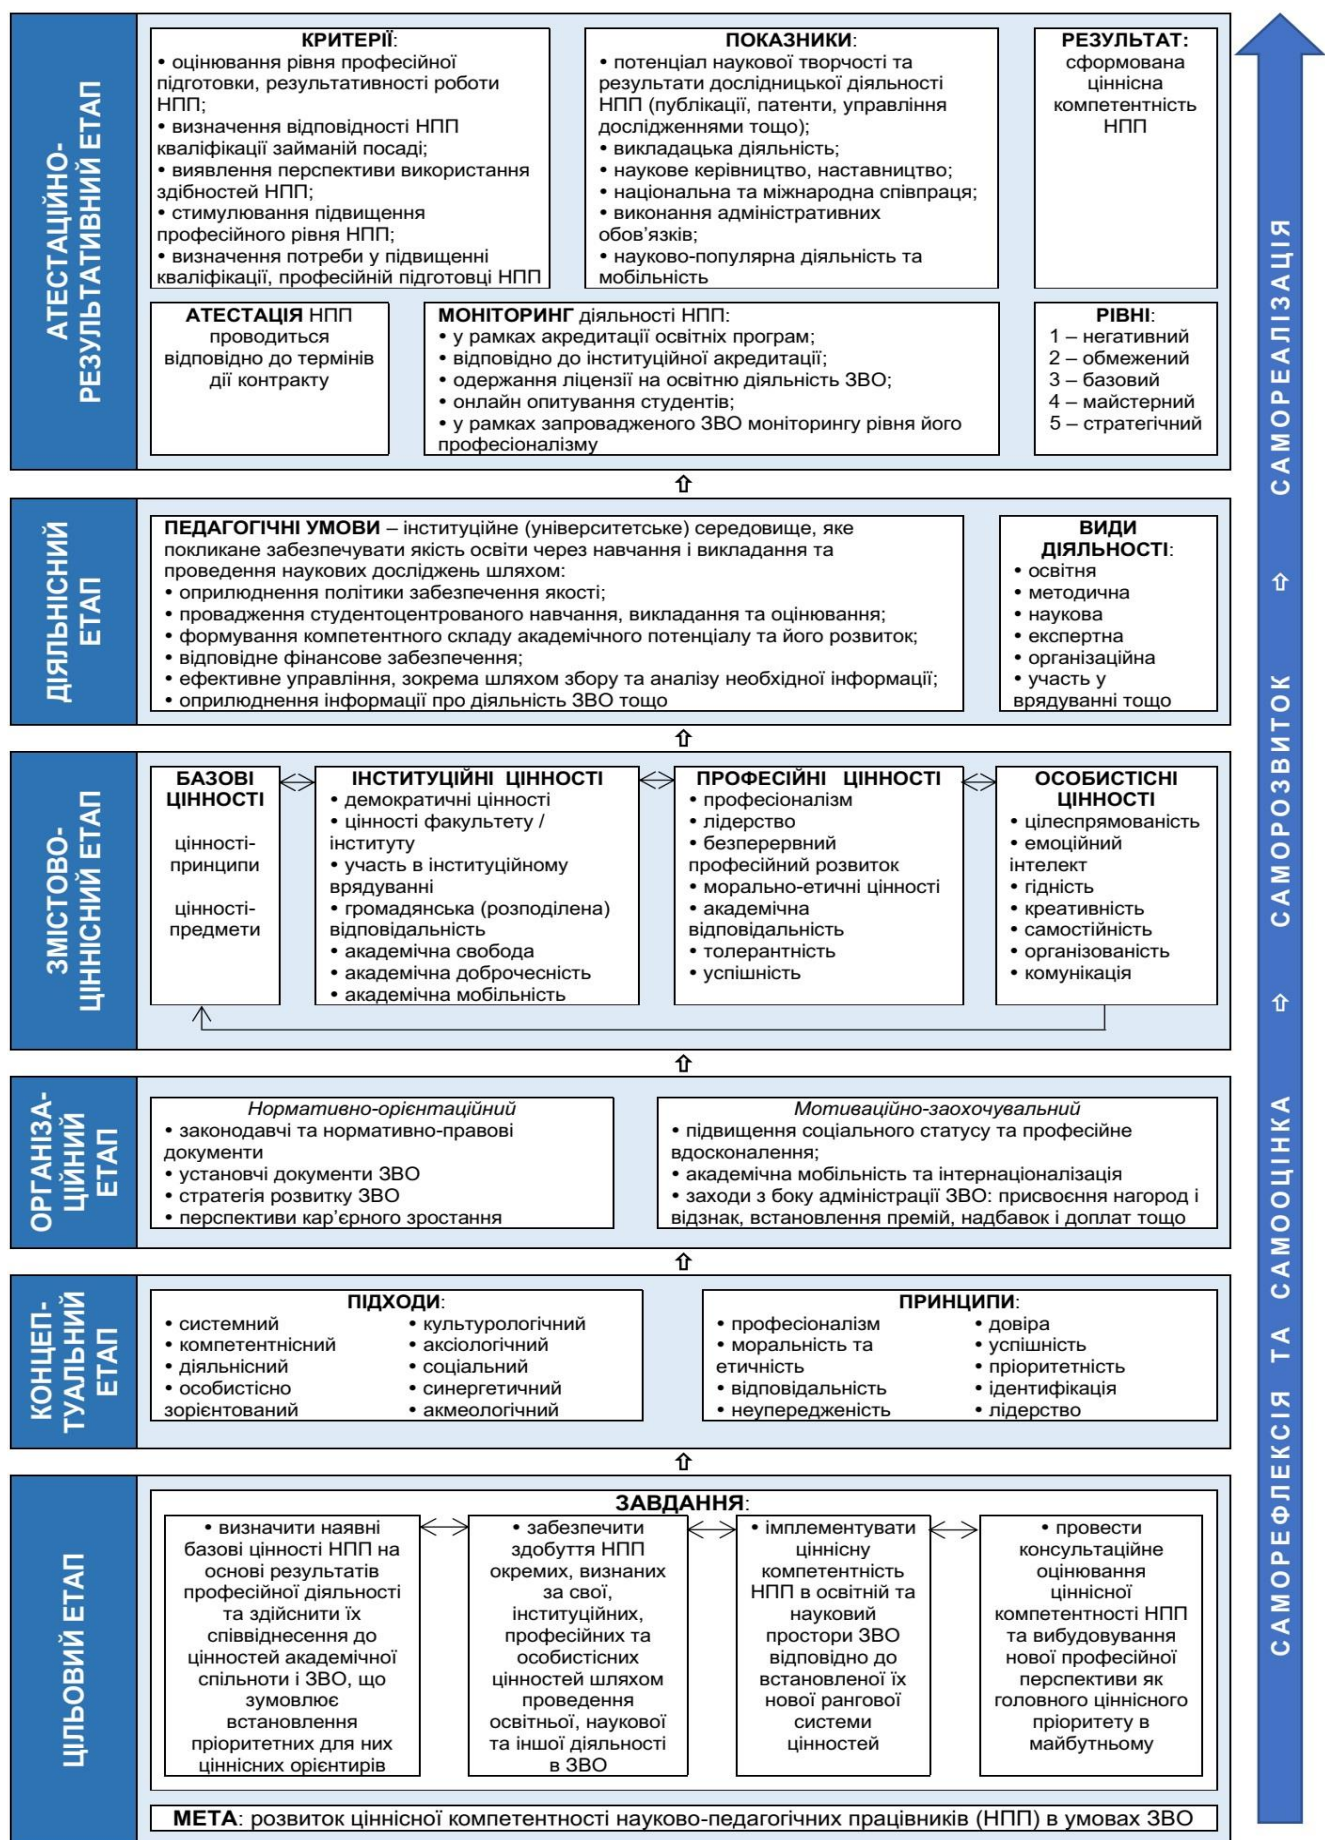 АТЕСТАЦІЙНО-
РЕЗУЛЬТАТИВНИЙ ЕТАП
КРИТЕРІЇ:
• оцінювання рівня професійної
підготовки, результативності роботи
НПП;
• визначення відповідності НПП
кваліфікації займаній посаді;
• виявлення перспективи використання
здібностей НПП;
• стимулювання підвищення
професійного рівня НПП;
• визначення потреби у підвищенні
кваліфікації, професійній підготовці НПП
ПОКАЗНИКИ:
• потенціал наукової творчості та
результати дослідницької діяльності
НПП (публікації, патенти, управління
дослідженнями тощо);
• викладацька діяльність;
• наукове керівництво, наставництво;
• національна та міжнародна співпраця;
• виконання адміністративних
обов’язків;
• науково-популярна діяльність та
мобільність
РЕЗУЛЬТАТ:
сформована
ціннісна
компетентність
НПП
АТЕСТАЦІЯ НПП
проводиться
відповідно до термінів
дії контракту
МОНІТОРИНГ діяльності НПП:
• у рамках акредитації освітніх програм;
• відповідно до інституційної акредитації;
• одержання ліцензії на освітню діяльність ЗВО;
• онлайн опитування студентів;
• у рамках запровадженого ЗВО моніторингу рівня його
професіоналізму
РІВНІ:
1 – негативний
2 – обмежений
3 – базовий
4 – майстерний
5 – стратегічний
⇧
ДІЯЛЬНІСНИЙ
ЕТАП
ПЕДАГОГІЧНІ УМОВИ – інституційне (університетське) середовище, яке
покликане забезпечувати якість освіти через навчання і викладання та
проведення наукових досліджень шляхом:
• оприлюднення політики забезпечення якості;
• провадження студентоцентрованого навчання, викладання та оцінювання;
• формування компетентного складу академічного потенціалу та його розвиток;
• відповідне фінансове забезпечення;
• ефективне управління, зокрема шляхом збору та аналізу необхідної інформації;
• оприлюднення інформації про діяльність ЗВО тощо
ВИДИ
ДІЯЛЬНОСТІ:
• освітня
• методична
• наукова
• експертна
• організаційна
• участь у
врядуванні тощо
⇧
ЗМІСТОВО-
ЦІННІСНИЙ ЕТАП
БАЗОВІ
ЦІННОСТІ
цінності-
принципи
цінності-
предмети
ІНСТИТУЦІЙНІ ЦІННОСТІ
• демократичні цінності
• цінності факультету /
інституту
• участь в інституційному
врядуванні
• громадянська (розподілена)
відповідальність
• академічна свобода
• академічна доброчесність
• академічна мобільність
ПРОФЕСІЙНІ ЦІННОСТІ
• професіоналізм
• лідерство
• безперервний
професійний розвиток
• морально-етичні цінності
• академічна
відповідальність
• толерантність
• успішність
ОСОБИСТІСНІ
ЦІННОСТІ
• цілеспрямованість
• емоційний
інтелект
• гідність
• креативність
• самостійність
• організованість
• комунікація
⇧
ОРГАНІЗА-
ЦІЙНИЙ
ЕТАП
Нормативно-орієнтаційний
• законодавчі та нормативно-правові
документи
• установчі документи ЗВО
• стратегія розвитку ЗВО
• перспективи кар’єрного зростання
Мотиваційно-заохочувальний
• підвищення соціального статусу та професійне
вдосконалення;
• академічна мобільність та інтернаціоналізація
• заходи з боку адміністрації ЗВО: присвоєння нагород і
відзнак, встановлення премій, надбавок і доплат тощо
⇧
КОНЦЕП-
ТУАЛЬНИЙ
ЕТАП
ПІДХОДИ:
• системний
• компетентнісний
• діяльнісний
• особистісно
зорієнтований
• культурологічний
• аксіологічний
• соціальний
• синергетичний
• акмеологічний
ПРИНЦИПИ:
• професіоналізм
• моральність та
етичність
• відповідальність
• неупередженість
• довіра
• успішність
• пріоритетність
• ідентифікація
• лідерство
⇧
ЦІЛЬОВИЙ ЕТАП
ЗАВДАННЯ:
• визначити наявні
базові цінності НПП на
основі результатів
професійної діяльності
та здійснити їх
співвіднесення до
цінностей академічної
спільноти і ЗВО, що
зумовлює
встановлення
пріоритетних для них
ціннісних орієнтирів
• забезпечити
здобуття НПП
окремих, визнаних
за свої,
інституційних,
професійних та
особистісних
цінностей шляхом
проведення
освітньої, наукової
та іншої діяльності
в ЗВО
• імплементувати
ціннісну
компетентність
НПП в освітній та
науковий
простори ЗВО
відповідно до
встановленої їх
нової рангової
системи
цінностей
• провести
консультаційне
оцінювання
ціннісної
компетентності НПП
та вибудовування
нової професійної
перспективи як
головного ціннісного
пріоритету в
майбутньому
МЕТА: розвиток ціннісної компетентності науково-педагогічних працівників (НПП) в умовах ЗВО
САМОРЕФЛЕКСІЯ ТА САМООЦІНКА ⇨ САМОРОЗВИТОК ⇨ САМОРЕАЛІЗАЦІЯ